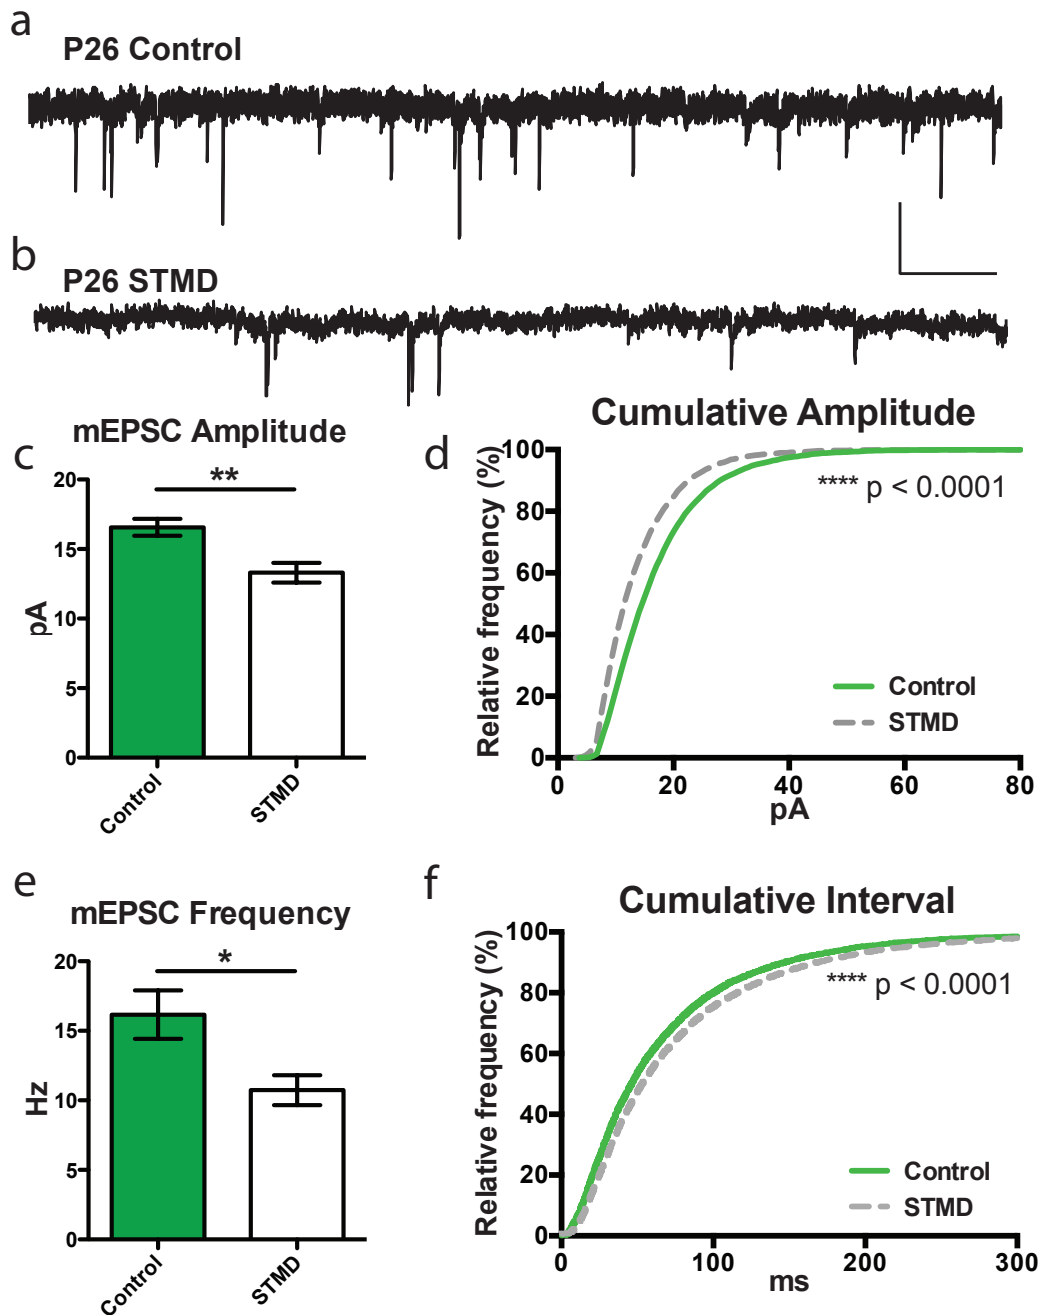 a
P26 Control
b
P26 STMD
mEPSC Amplitude
c
**
20
15
10
5
0
pA
Control
STMD
Cumulative Amplitude
d
Relative frequency (%)
100
80
60
40
20
0
**** p < 0.0001
Control
STMD
0 20 40 60 80
pA
e
mEPSC Frequency
*
20
15
10
5
0
Hz
Control
STMD
f
Cumulative Interval
Relative frequency (%)
100
80
60
40
20
0
**** p < 0.0001
Control
STMD
0 100 200 300
ms